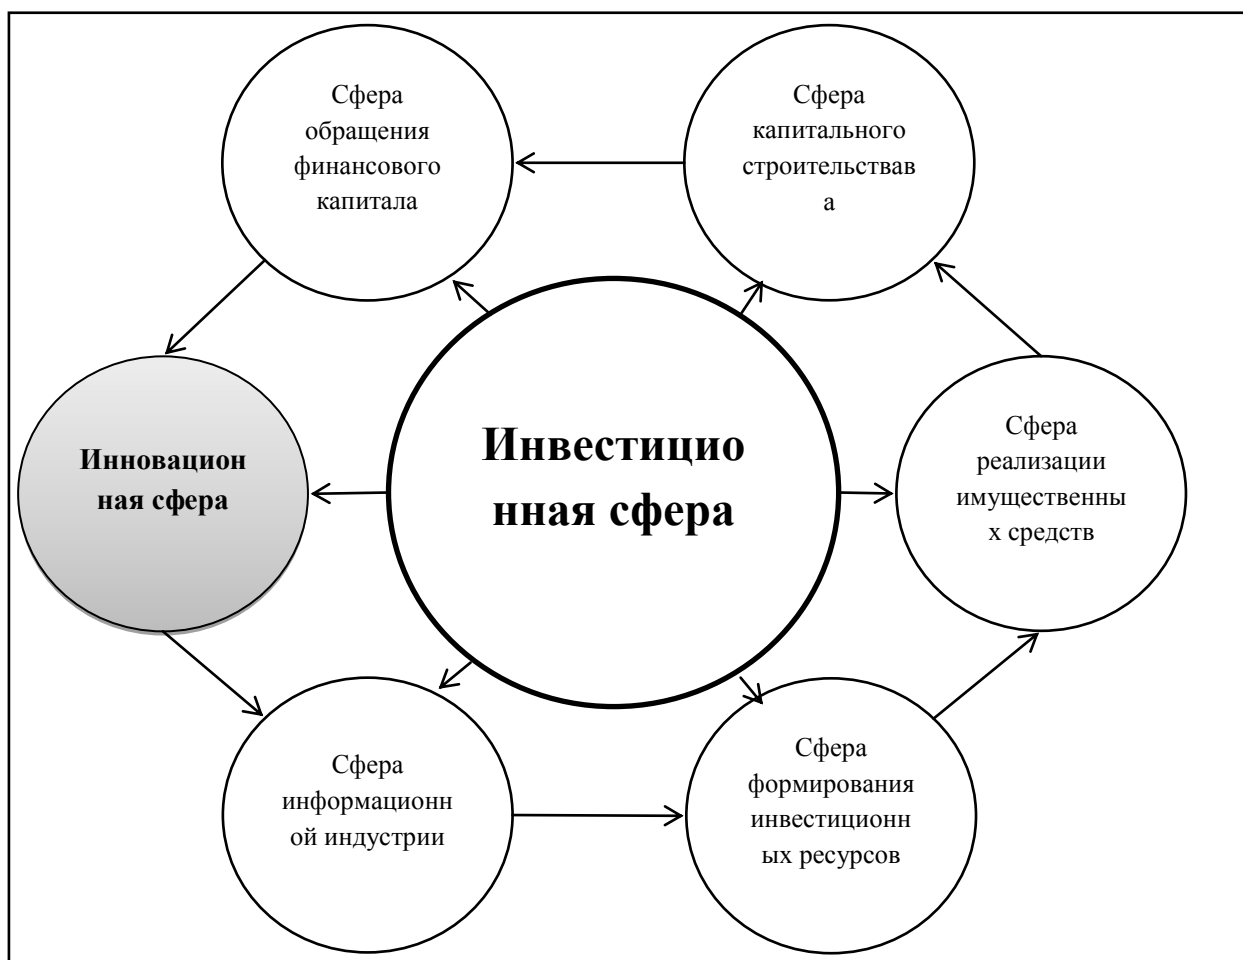 Сфера
обращения
финансового
капитала
Сфера
капитального
строительствав
а
Инновацион
ная сфера
Инвестицио
нная сфера
Сфера
реализации
имущественны
х средств
Сфера
информационн
ой индустрии
Сфера
формирования
инвестиционн
ых ресурсов